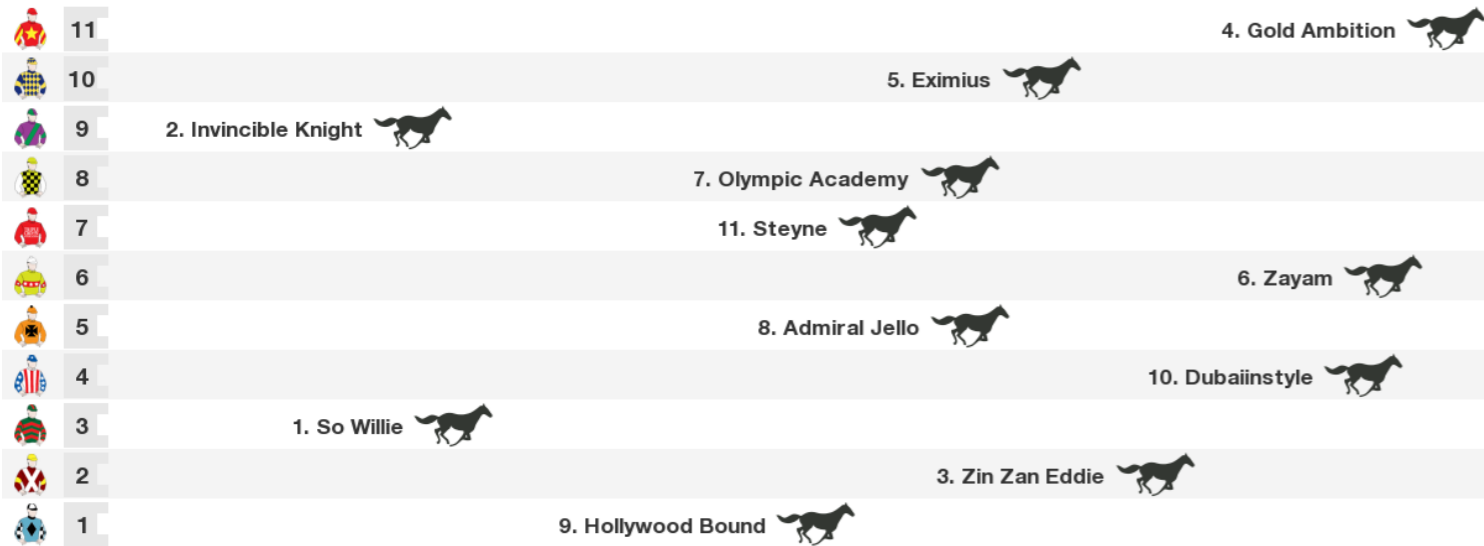 11 4. Gold Ambition
10 5. Eximius
9 2. Invincible Knight
8 7. Olympic Academy
7 11. Steyne
6 6. Zayam
5 8. Admiral Jello
4 10. Dubaiinstyle
3 1. So Willie
2 3. Zin Zan Eddie
1 9. Hollywood Bound